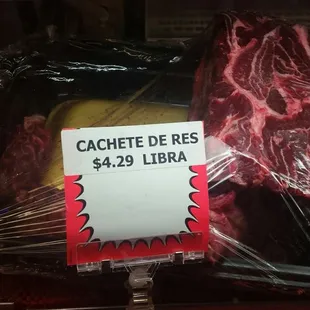 CACHETE DE RES
$4.29 LIBRA